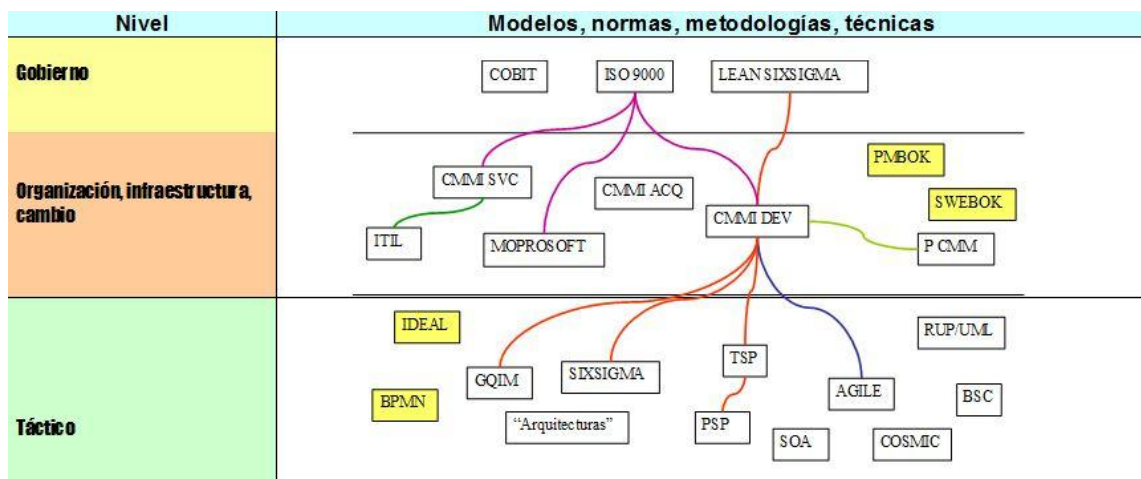 Nivel
Modelos, normas, metodologías, técnicas
Gobierno
COBIT
ISO 9000
LEAN SIXSIGMA
Organización, infraestructura,
cambio
CMMI SVC
CMMI ACQ
PMBOK
SWEBOK
CMMI DEV
ITIL
MOPROSOFT
P CMM
Táctico
IDEAL
RUP/UML
TSP
GQIM
SIXSIGMA
AGILE
BSC
BPMN
“Arquitecturas”
PSP
SOA
COSMIC